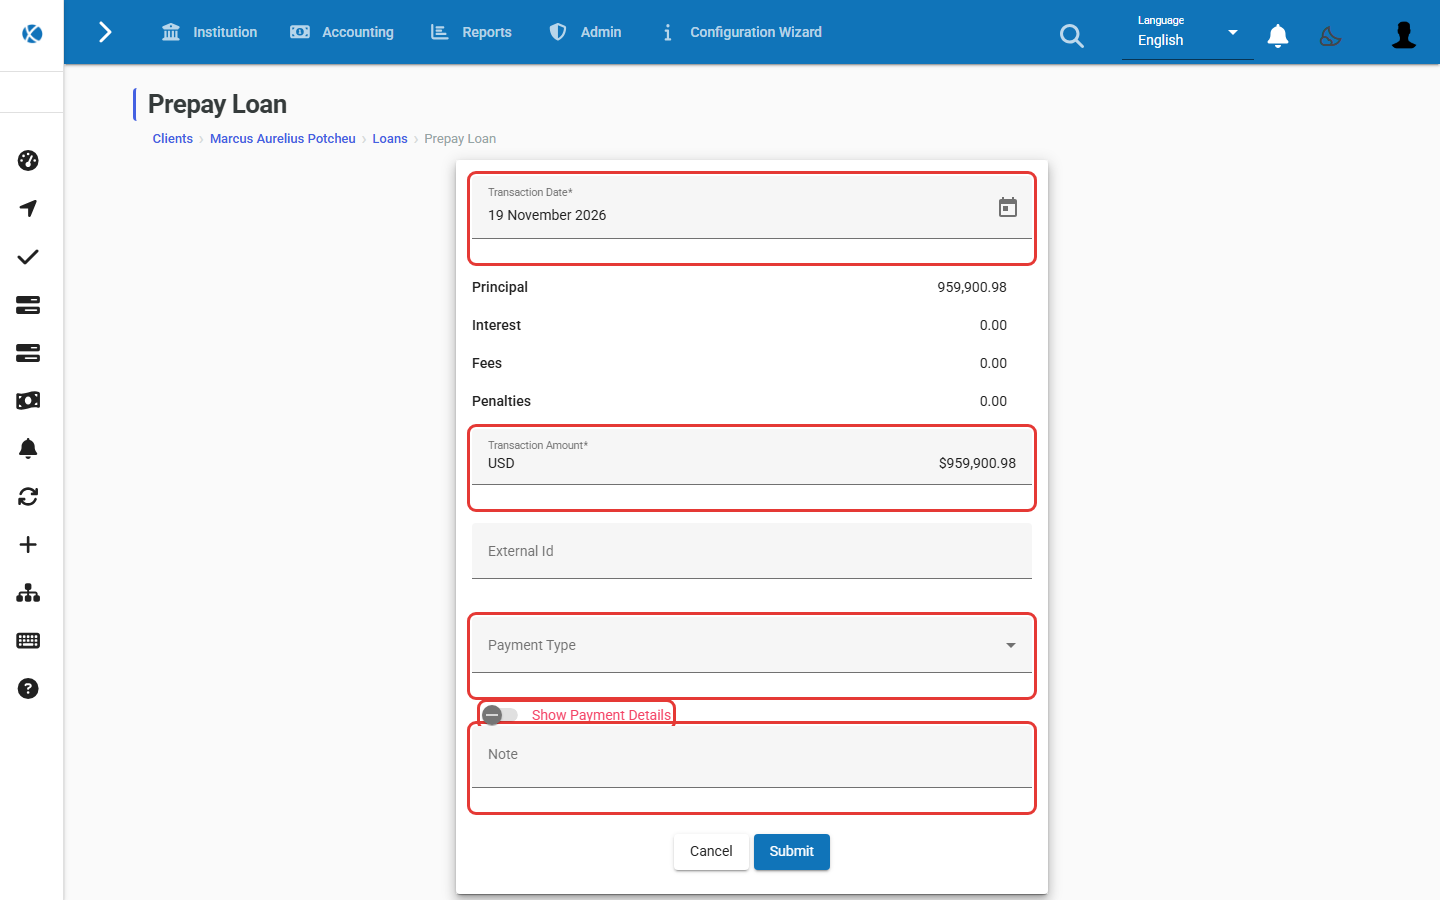 Institution
Accounting
Reports
Admin
Configuration Wizard
Language
English
Prepay Loan
Clients › Marcus Aurelius Potcheu › Loans › Prepay Loan
Transaction Date*
19 November 2026
Principal 959,900.98
Interest 0.00
Fees 0.00
Penalties 0.00
Transaction Amount*
USD $959,900.98
External Id
Payment Type
Show Payment Details
Note
Cancel Submit